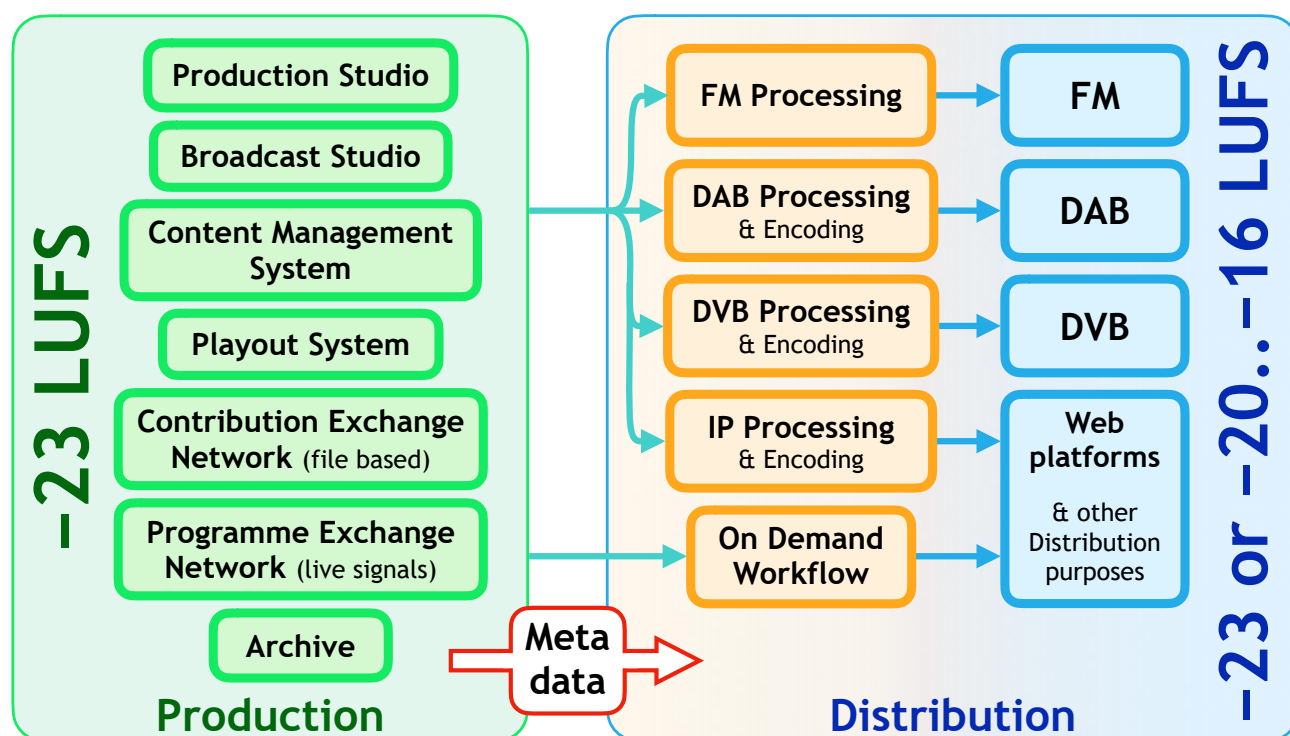 −23 LUFS
Production Studio
Broadcast Studio
Content Management
System
Playout System
Contribution Exchange
Network (file based)
Programme Exchange
Network (live signals)
Archive
Production
Meta
data
FM Processing
DAB Processing
& Encoding
DVB Processing
& Encoding
IP Processing
& Encoding
On Demand
Workflow
FM
DAB
DVB
Web
platforms
& other
Distribution
purposes
Distribution
−23 or −20..−16 LUFS